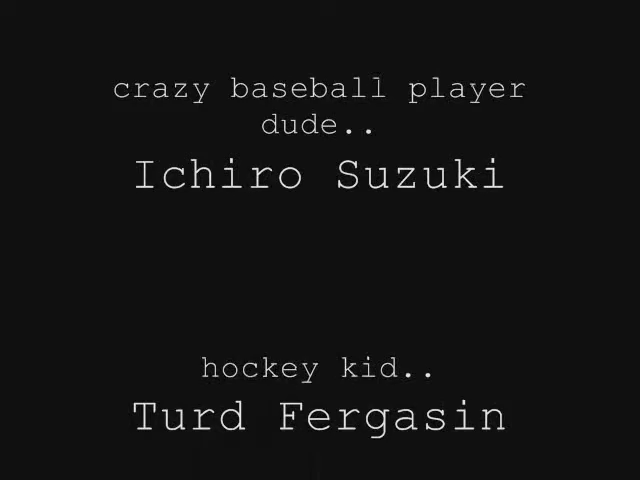 crazy baseball player
dude..
Ichiro Suzuki
hockey kid..
Turd Fergasin